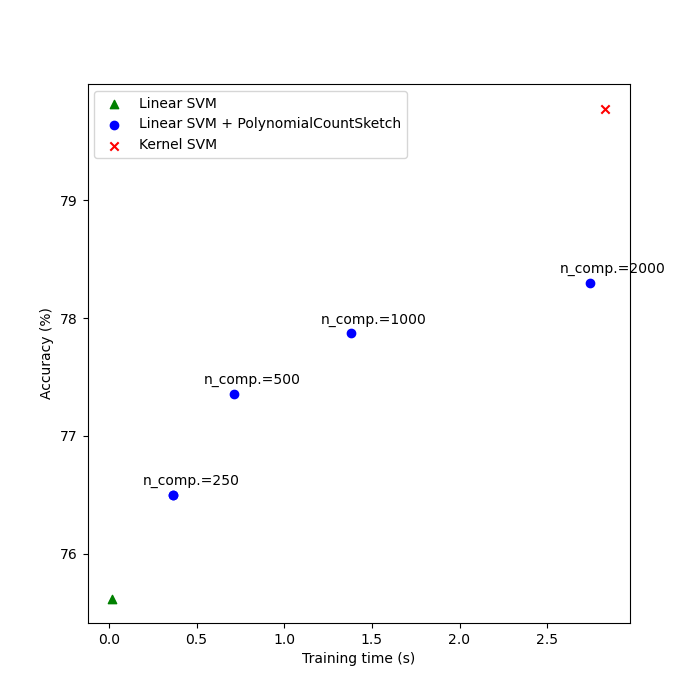 Linear SVM
Linear SVM + PolynomialCountSketch
Kernel SVM
79
n_comp.=2000
78
n_comp.=1000
n_comp.=500
77
n_comp.=250
76
Accuracy (%)
0.0 0.5 1.0 1.5 2.0 2.5
Training time (s)